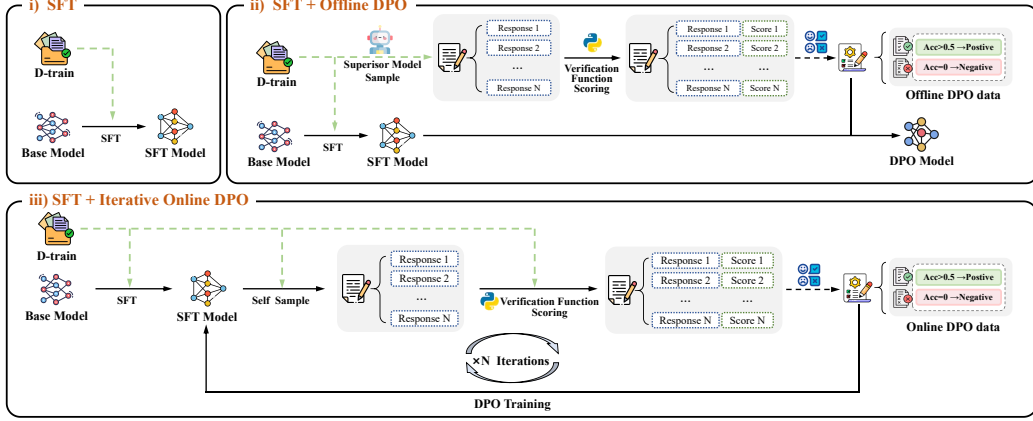 i) SFT
D-train
Base Model
SFT
SFT Model
ii) SFT + Offline DPO
D-train
Superior Model
Sample
Base Model
SFT
SFT Model
Response 1
Response 2
...
Response N
Verification
Function
Scoring
Response 1 Score 1
Response 2 Score 2
... ...
Response N Score N
Acc>0.5 →Postive
Acc=0 →Negative
Offline DPO data
DPO Model
iii) SFT + Iterative Online DPO
D-train
Base Model
SFT
SFT Model
Self Sample
Response 1
Response 2
...
Response N
Verification Function
Scoring
Response 1 Score 1
Response 2 Score 2
... ...
Response N Score N
Acc>0.5 →Postive
Acc=0 →Negative
Online DPO data
×N Iterations
DPO Training